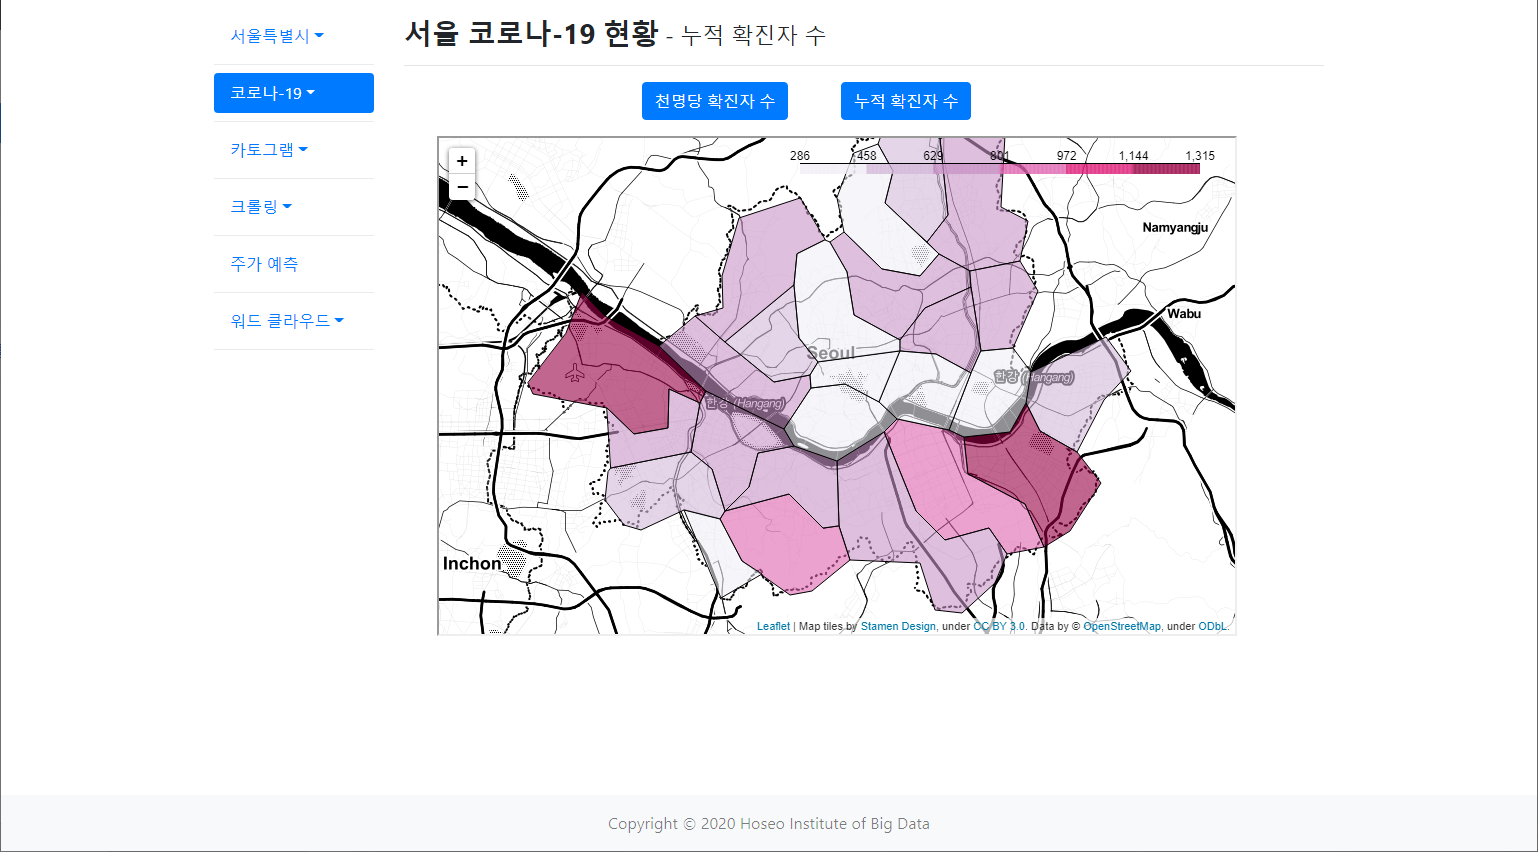 서울특별시
코로나-19
카토그램
크롤링
주가 예측
워드 클라우드
서울 코로나-19 현황 - 누적 확진자 수
천명당 확진자 수
누적 확진자 수
+
−
286 458 629 801 972 1,144 1,315
Namyangju
Wabu
Seoul
한강 (Hangang)
한강 (Hangang)
Inchon
Leaflet | Map tiles by Stamen Design, under CC BY 3.0. Data by © OpenStreetMap, under ODbL.
Copyright © 2020 Hoseo Institute of Big Data